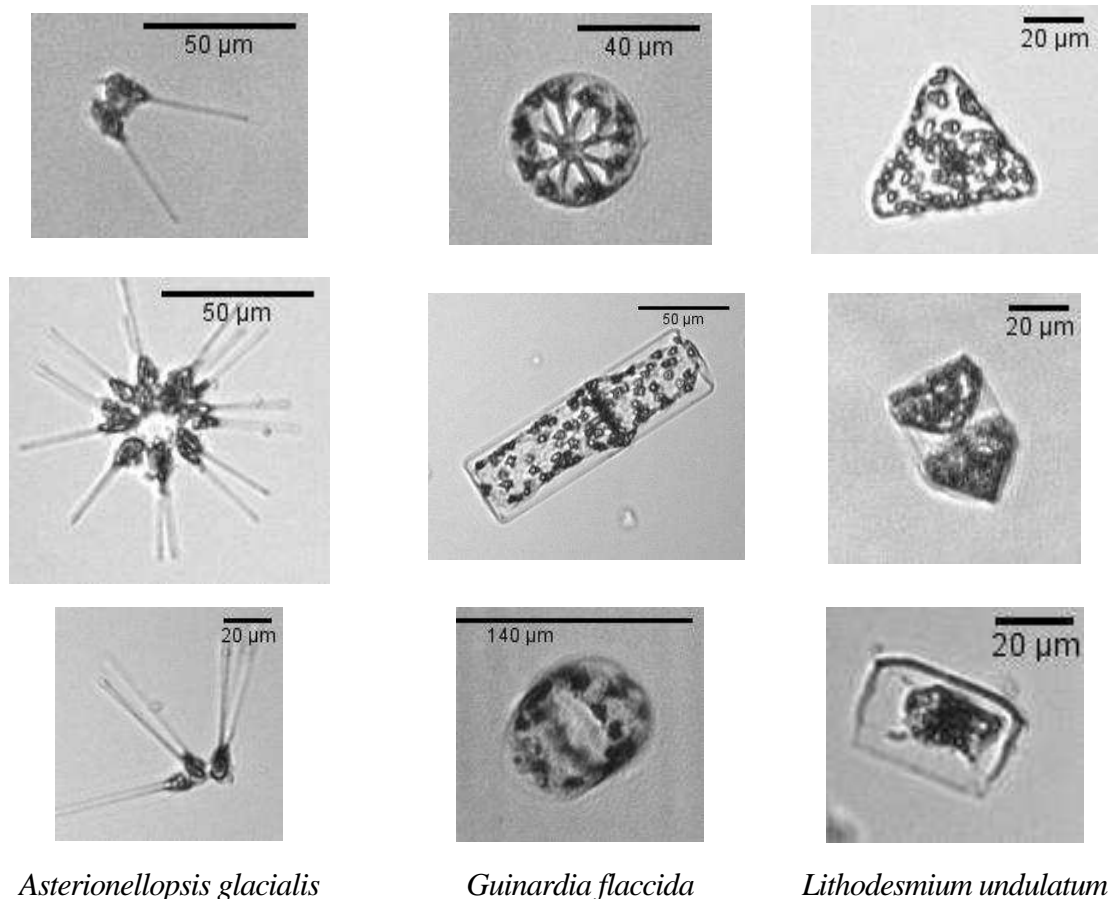 50 µm
40 µm
20 µm
50 µm
50 µm
20 µm
20 µm
140 µm
20 µm
Asterionellopsis glacialis
Guinardia flaccida
Lithodesmium undulatum